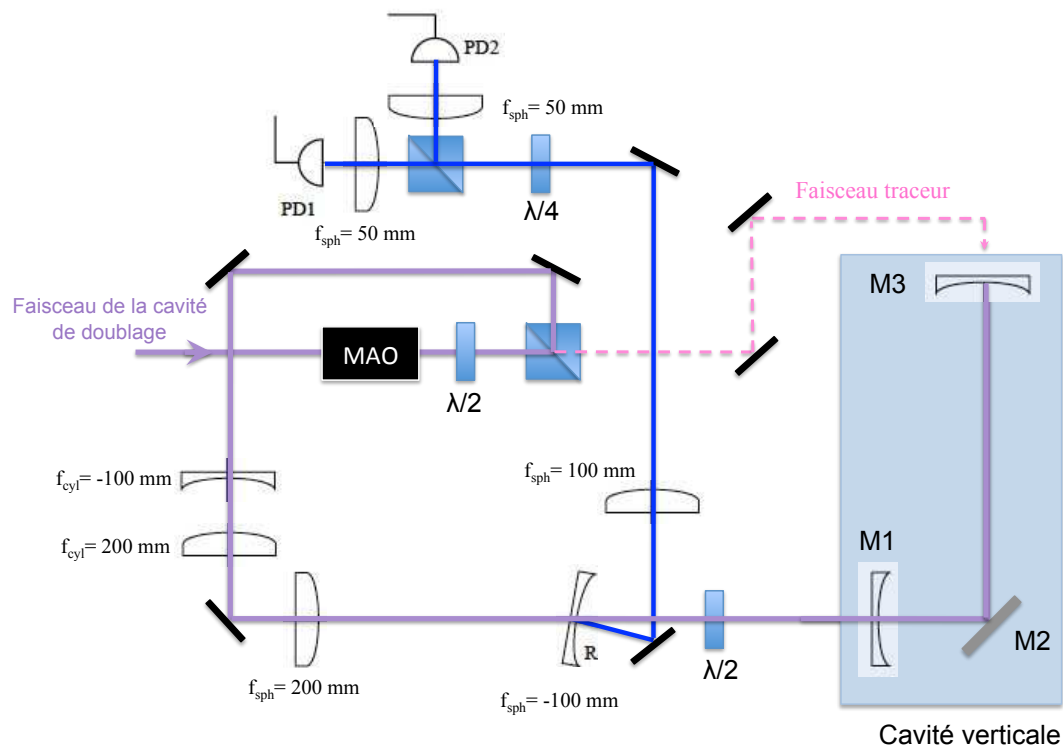 PD2
f_sph= 50 mm
PD1
λ/4
f_sph= 50 mm
Faisceau traceur
M3
Faisceau de la cavité
de doublage
MAO
λ/2
f_cyl= -100 mm
f_sph= 100 mm
f_cyl= 200 mm
M1
R
M2
λ/2
f_sph= 200 mm
f_sph= -100 mm
Cavité verticale